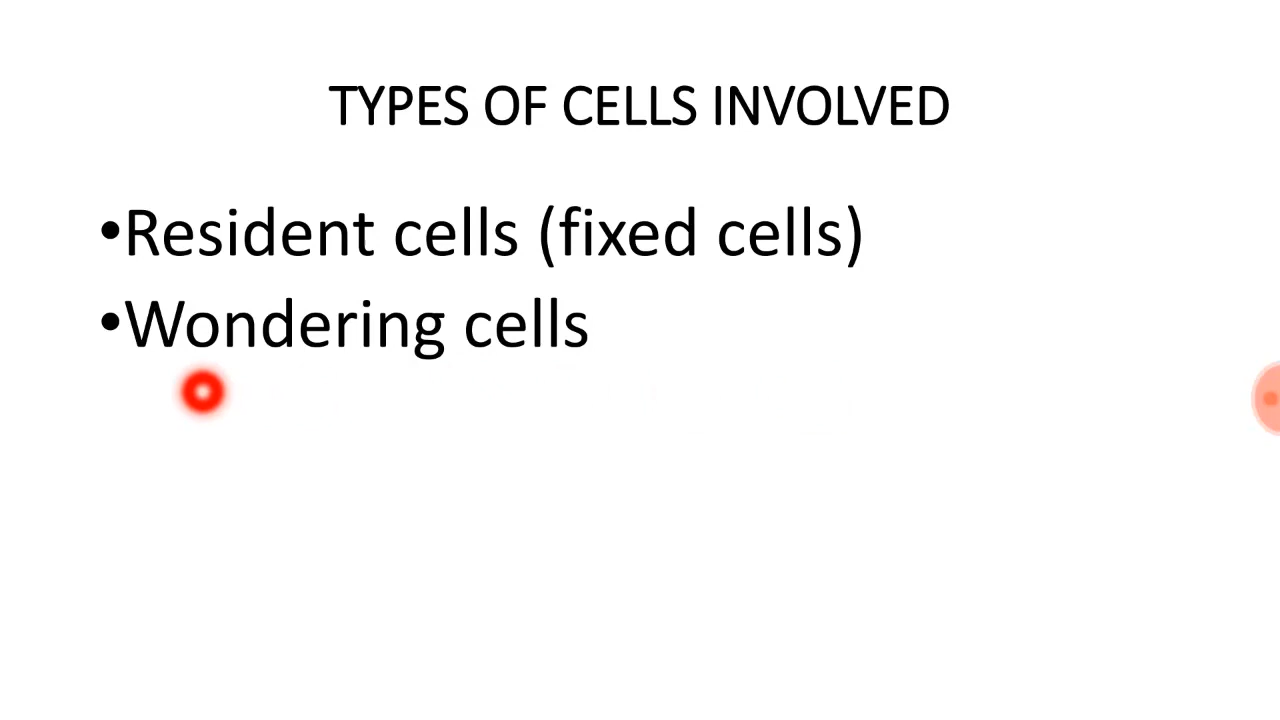 TYPES OF CELLS INVOLVED
•Resident cells (fixed cells)
•Wondering cells